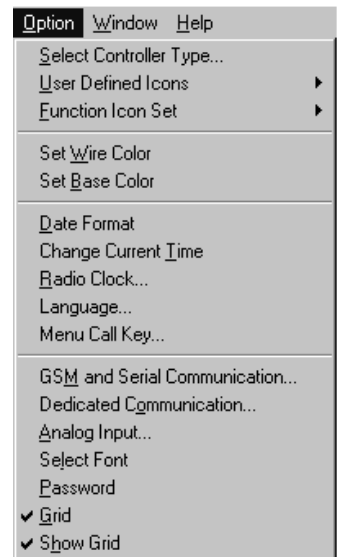 Option Window Help
Select Controller Type...
User Defined Icons
Function Icon Set
Set Wire Color
Set Base Color
Date Format
Change Current Time
Radio Clock...
Language...
Menu Call Key...
GSM and Serial Communication...
Dedicated Communication...
Analog Input...
Select Font
Password
Grid
Show Grid